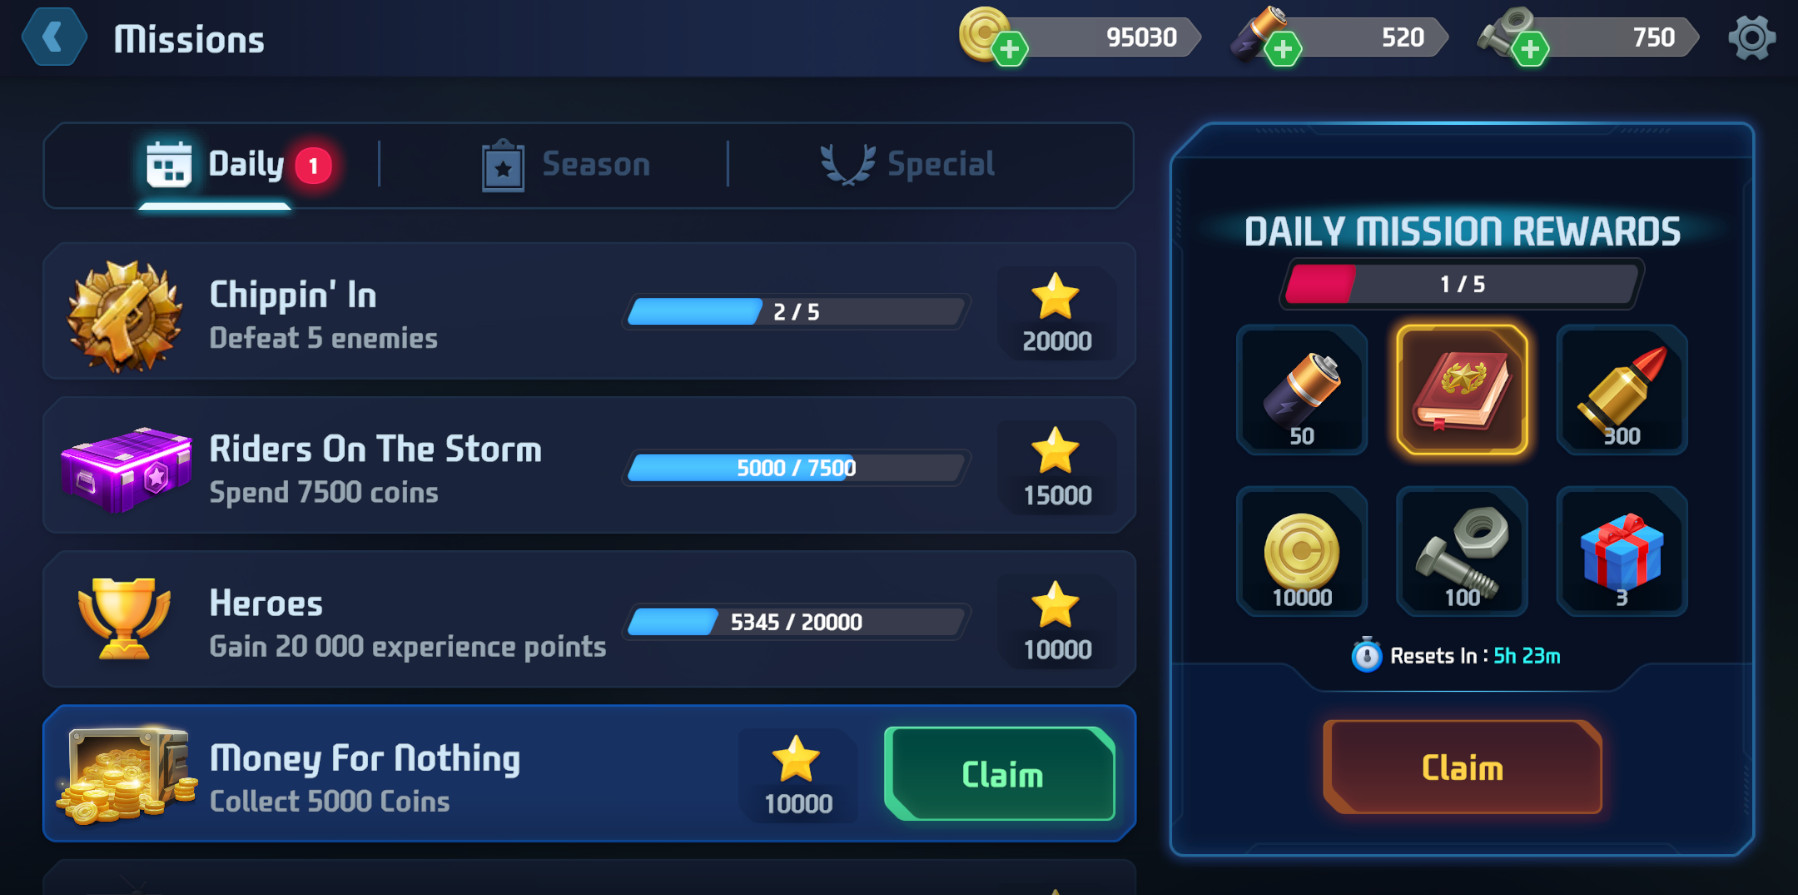 Missions
95030
520
750
Daily 1
Season
Special
Chippin' In
Defeat 5 enemies
2 / 5
20000
Riders On The Storm
Spend 7500 coins
5000 / 7500
15000
Heroes
Gain 20 000 experience points
5345 / 20000
10000
Money For Nothing
Collect 5000 Coins
10000
Claim
DAILY MISSION REWARDS
1 / 5
50
300
10000
100
3
Resets In : 5h 23m
Claim